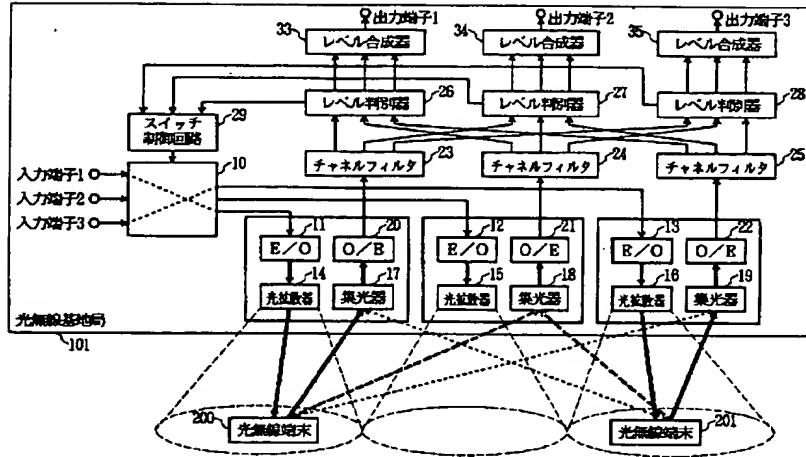 出力端子1
出力端子2
出力端子3
33
レベル合成器
34
レベル合成器
35
レベル合成器
レベル判別器
26
レベル判別器
27
レベル判別器
28
スイッチ
制御回路
29
チャネルフィルタ
23
チャネルフィルタ
24
チャネルフィルタ
25
10
入力端子1
入力端子2
入力端子3
11
E/O
20
O/E
12
E/O
21
O/E
13
E/O
22
O/E
14
光拡散器
17
集光器
15
光拡散器
18
集光器
16
光拡散器
19
集光器
光無線基地局
101
200
光無線端末
201
光無線端末